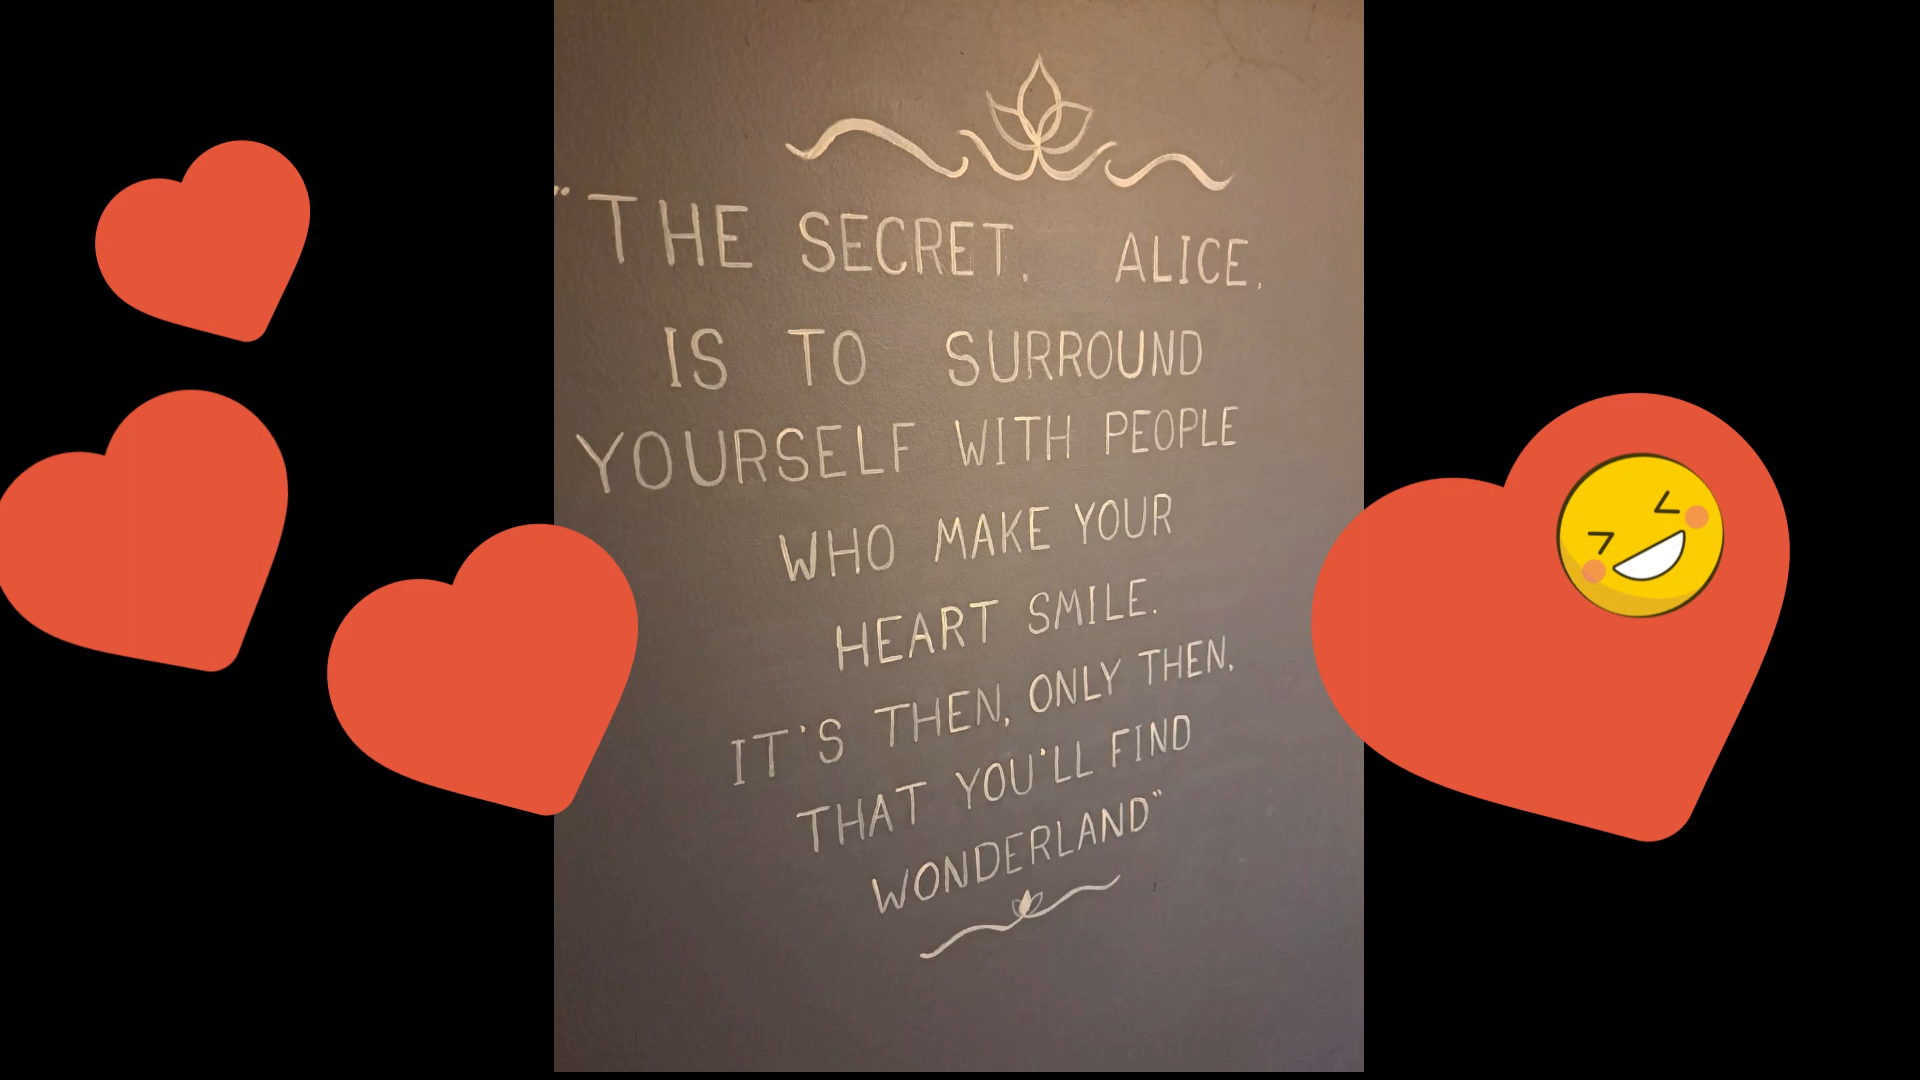 "THE SECRET, ALICE,
IS TO SURROUND
YOURSELF WITH PEOPLE
WHO MAKE YOUR
HEART SMILE.
IT'S THEN, ONLY THEN,
THAT YOU'LL FIND
WONDERLAND"